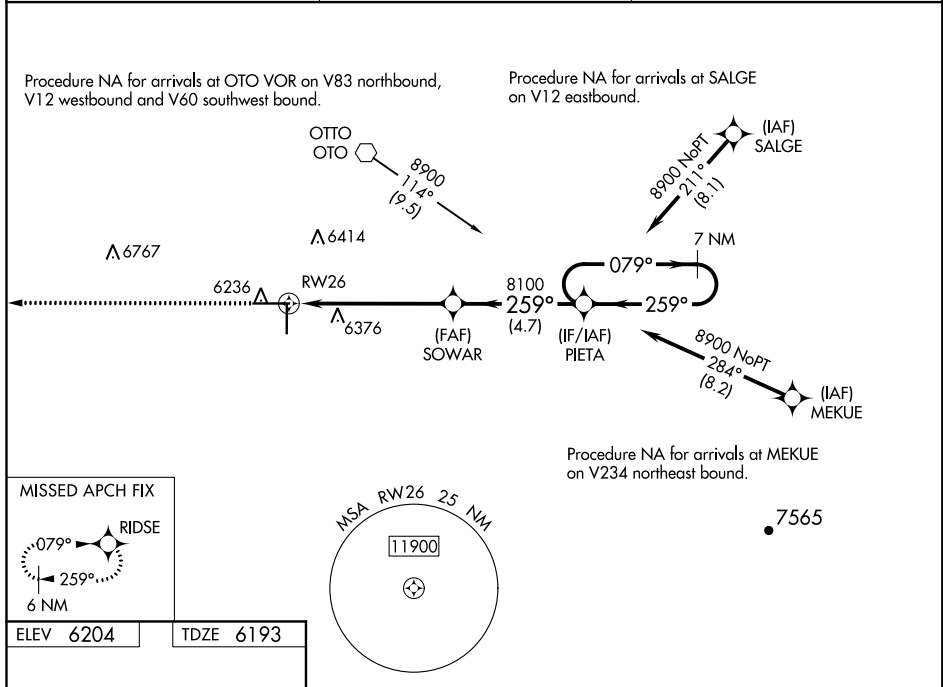 Procedure NA for arrivals at OTO VOR on V83 northbound,
V12 westbound and V60 southwest bound.
Procedure NA for arrivals at SALGE
on V12 eastbound.
OTTO
OTO
8900
114°
(9.5)
(IAF)
SALGE
8900 NoPT
211°
(8.1)
6767
6414
7 NM
079°
6236
RW26
8100
259°
(4.7)
259°
6376
(FAF)
SOWAR
(IF/IAF)
PIETA
8900 NoPT
284°
(8.2)
(IAF)
MEKUE
Procedure NA for arrivals at MEKUE
on V234 northeast bound.
MISSED APCH FIX
RIDSE
079°
259°
6 NM
MSA RW26 25 NM
11900
7565
ELEV 6204
TDZE 6193